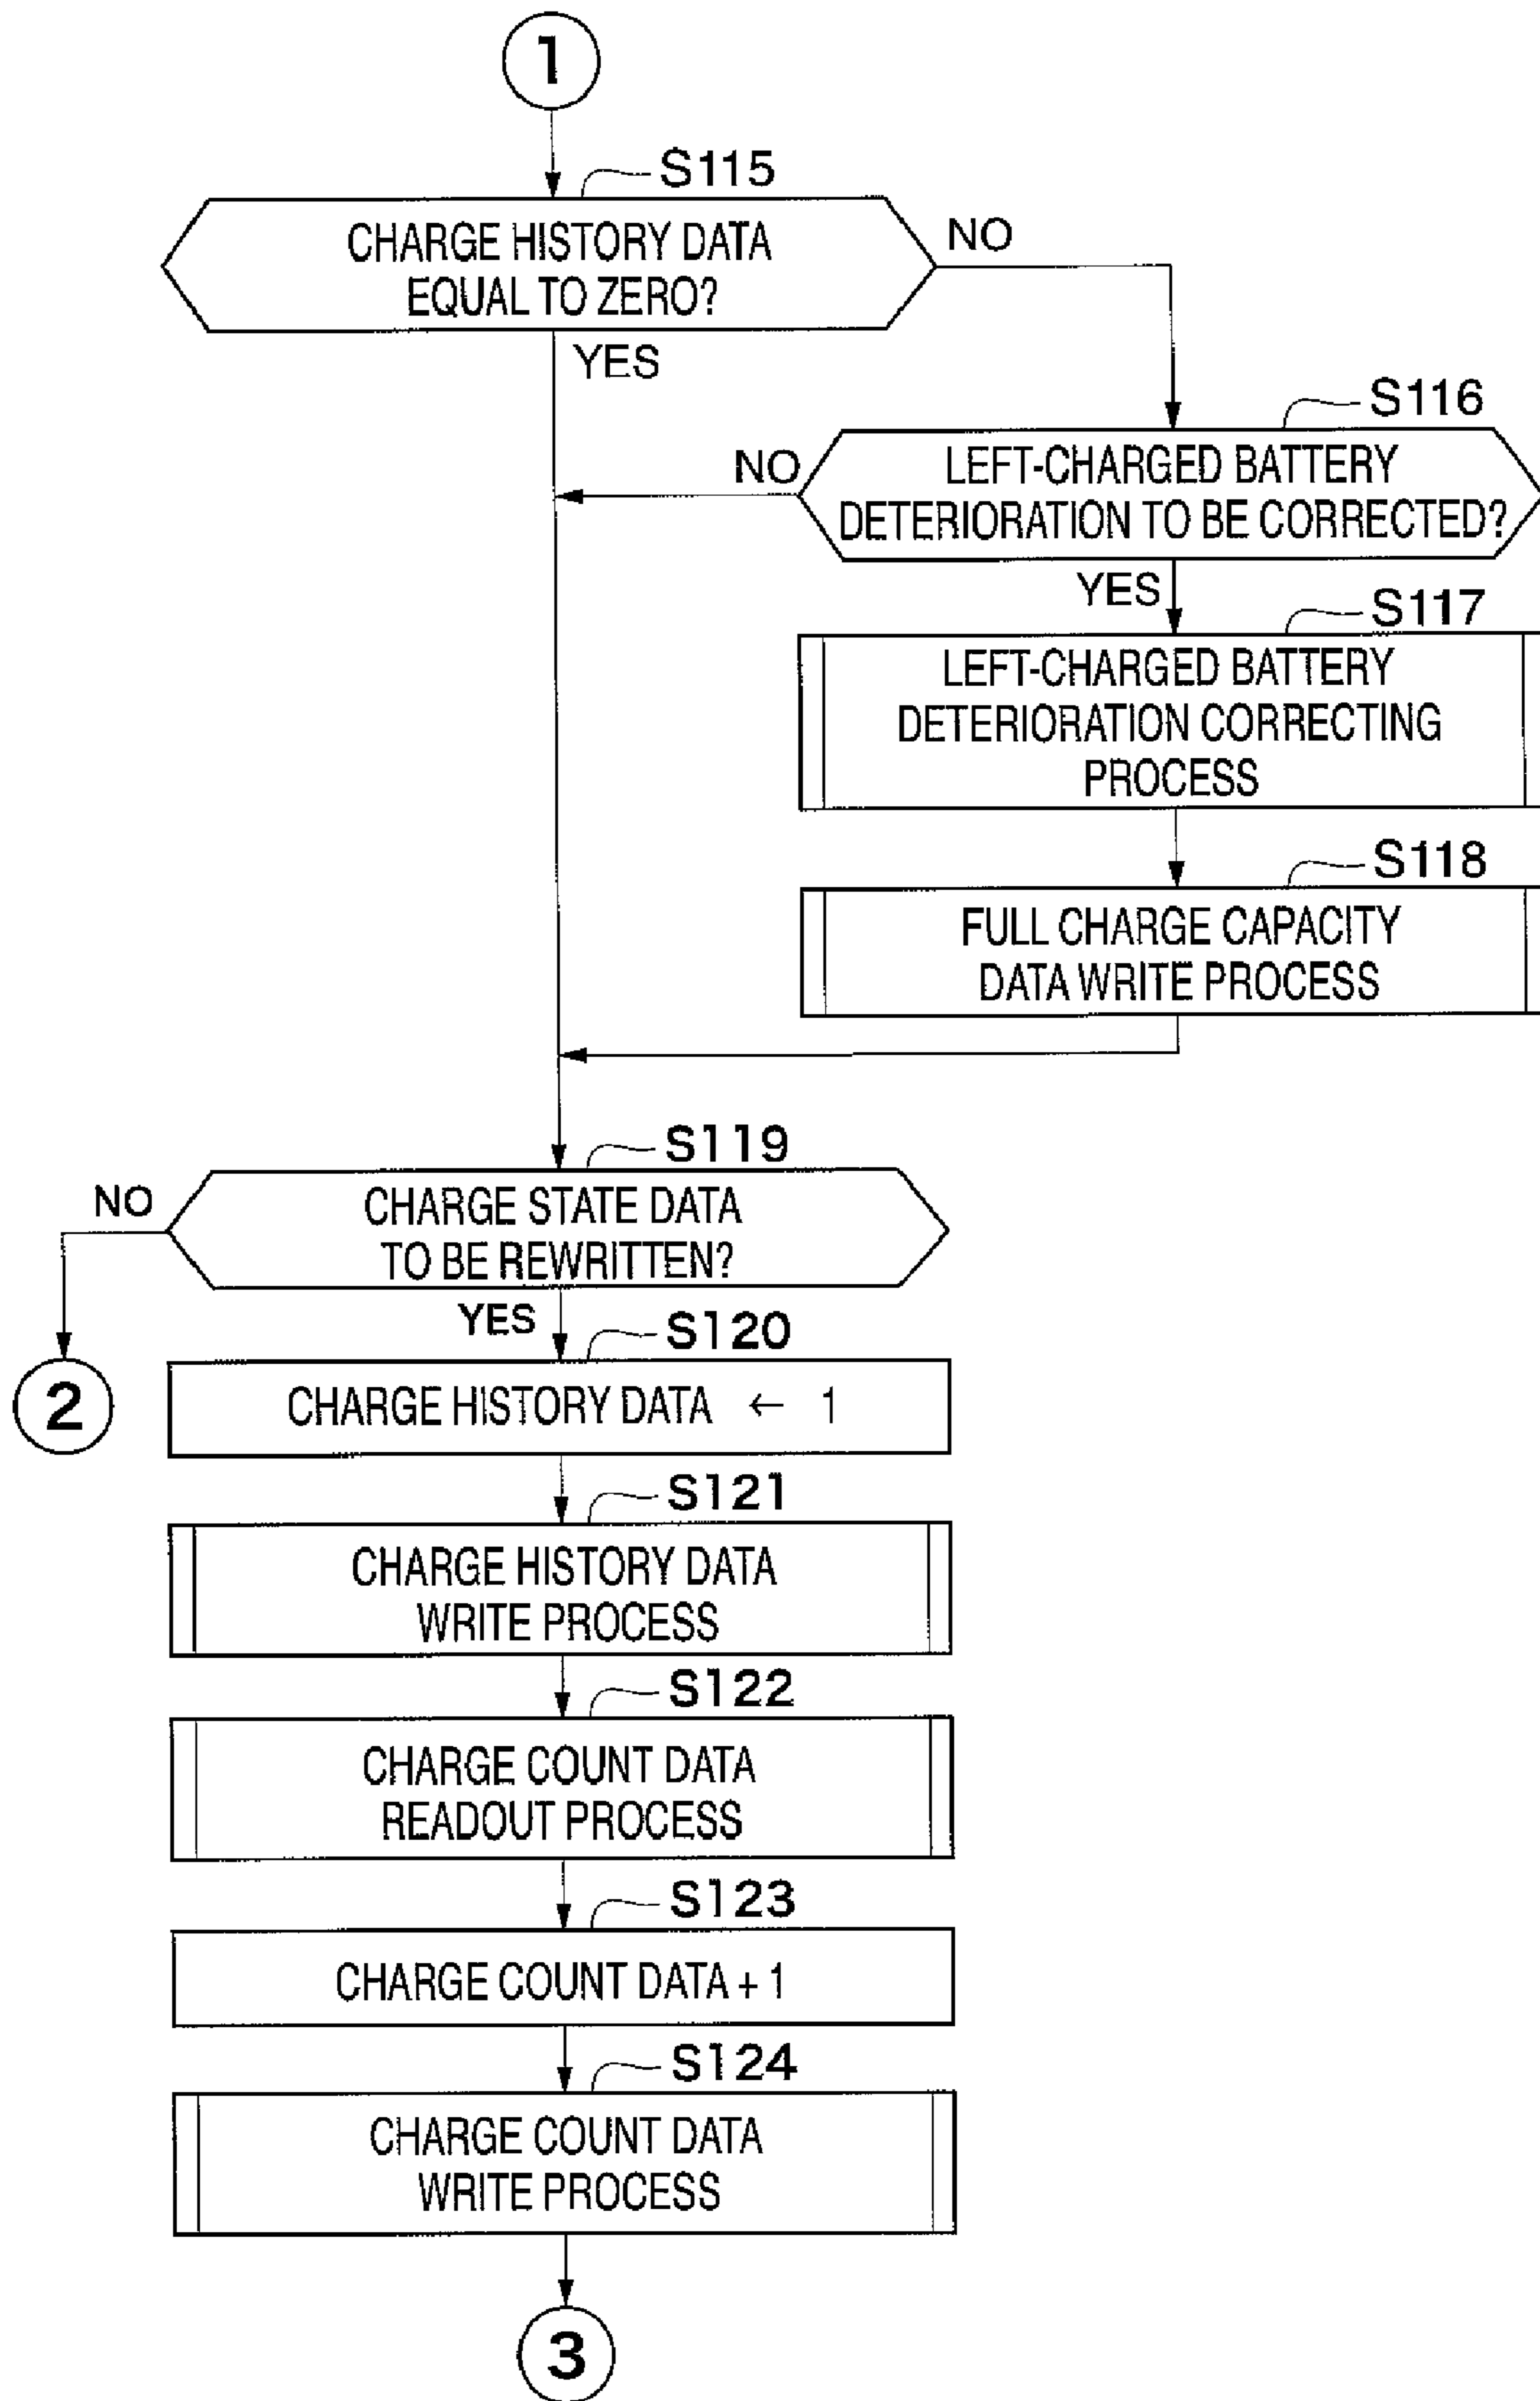 1
S115
CHARGE HISTORY DATA
EQUAL TO ZERO?
NO
YES
S116
LEFT-CHARGED BATTERY
DETERIORATION TO BE CORRECTED?
NO
YES
S117
LEFT-CHARGED BATTERY
DETERIORATION CORRECTING
PROCESS
S118
FULL CHARGE CAPACITY
DATA WRITE PROCESS
S119
CHARGE STATE DATA
TO BE REWRITTEN?
NO
2
YES
S120
CHARGE HISTORY DATA ← 1
S121
CHARGE HISTORY DATA
WRITE PROCESS
S122
CHARGE COUNT DATA
READOUT PROCESS
S123
CHARGE COUNT DATA + 1
S124
CHARGE COUNT DATA
WRITE PROCESS
3